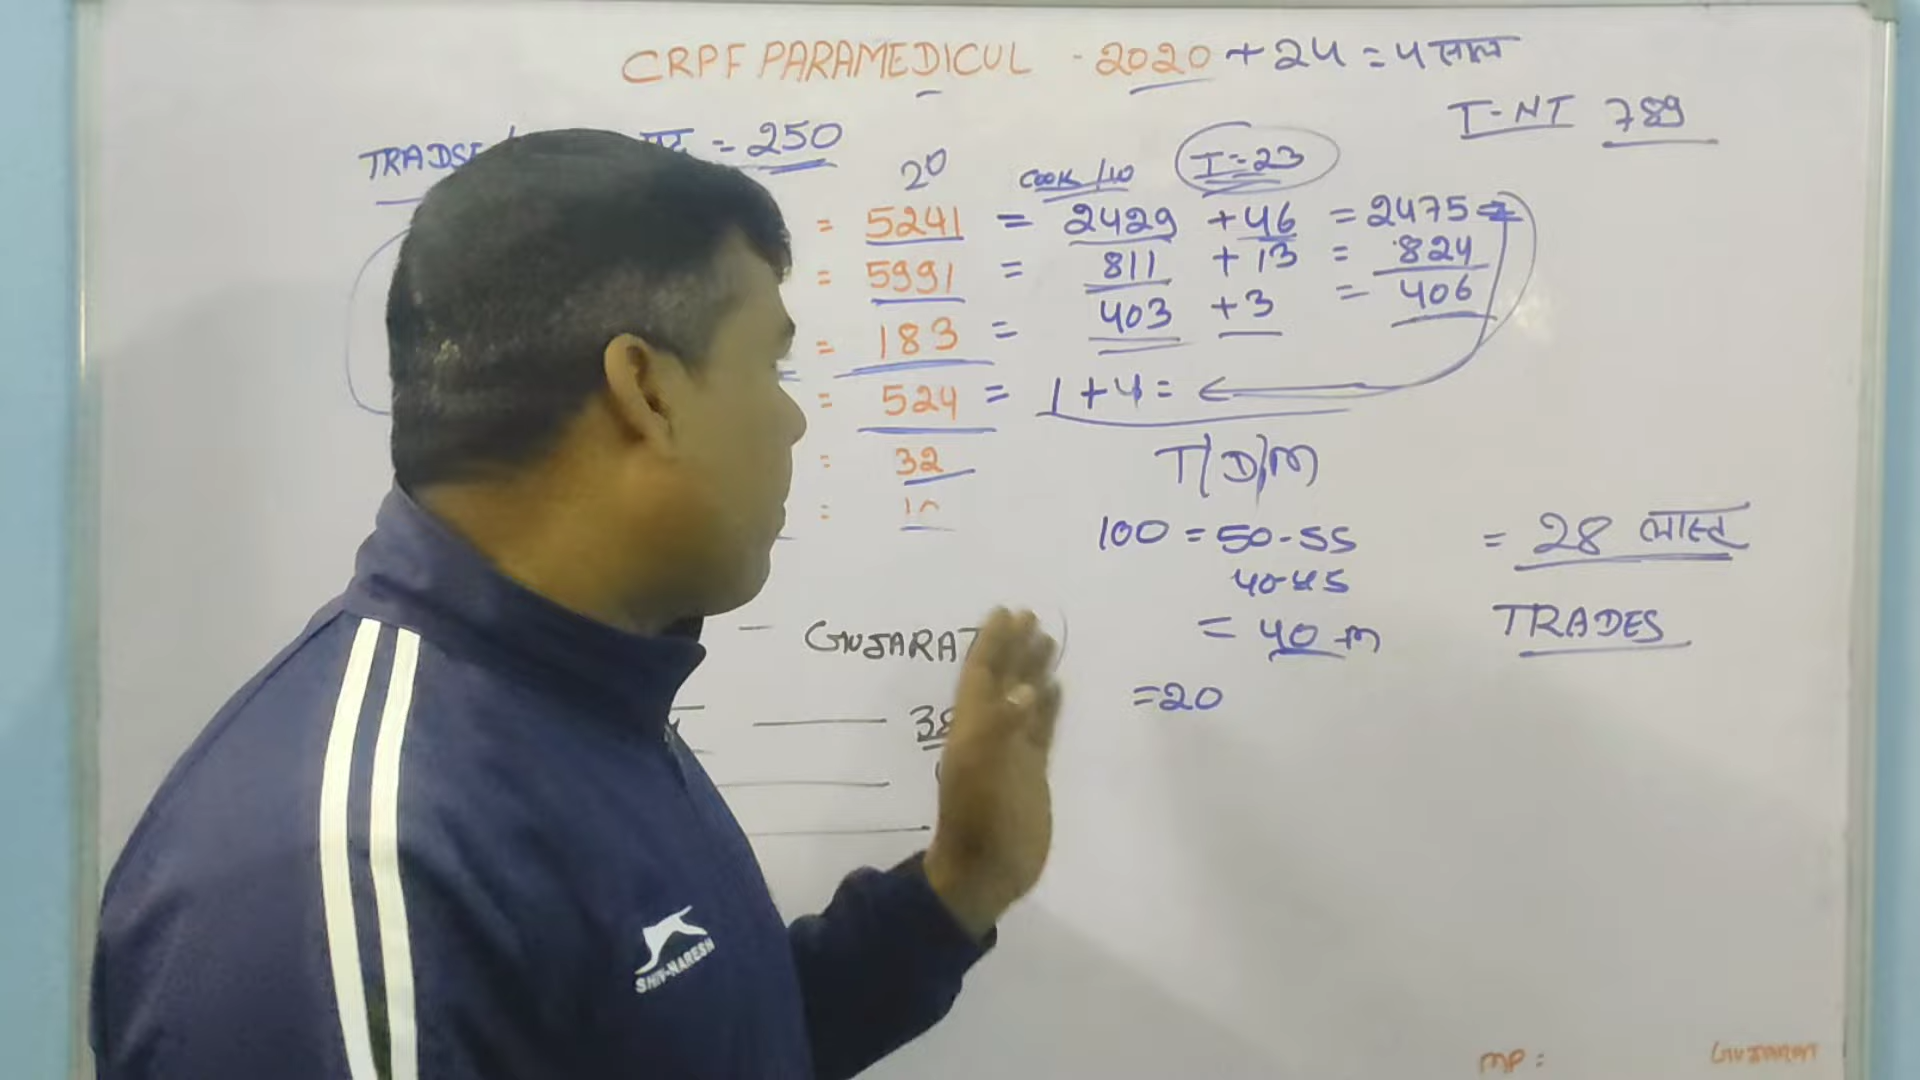 CRPF PARAMEDICUL - 2020 + 24 = 4 साल
T-NT 789
TRADSE = 250
20 COOK / W I = 23
= 5241 = 2429 + 46 = 2475 =
= 5991 = 811 + 13 = 824
= 183 = 403 + 3 = 406
= 524 = 1 + 4 =
= 32 T/D/M
=
100 = 50-55 = 28 लास्ट
40-45
= 40 m TRADES
GUJARAT
= 20
38
SHIV-NARESH
MP : GUJARAT